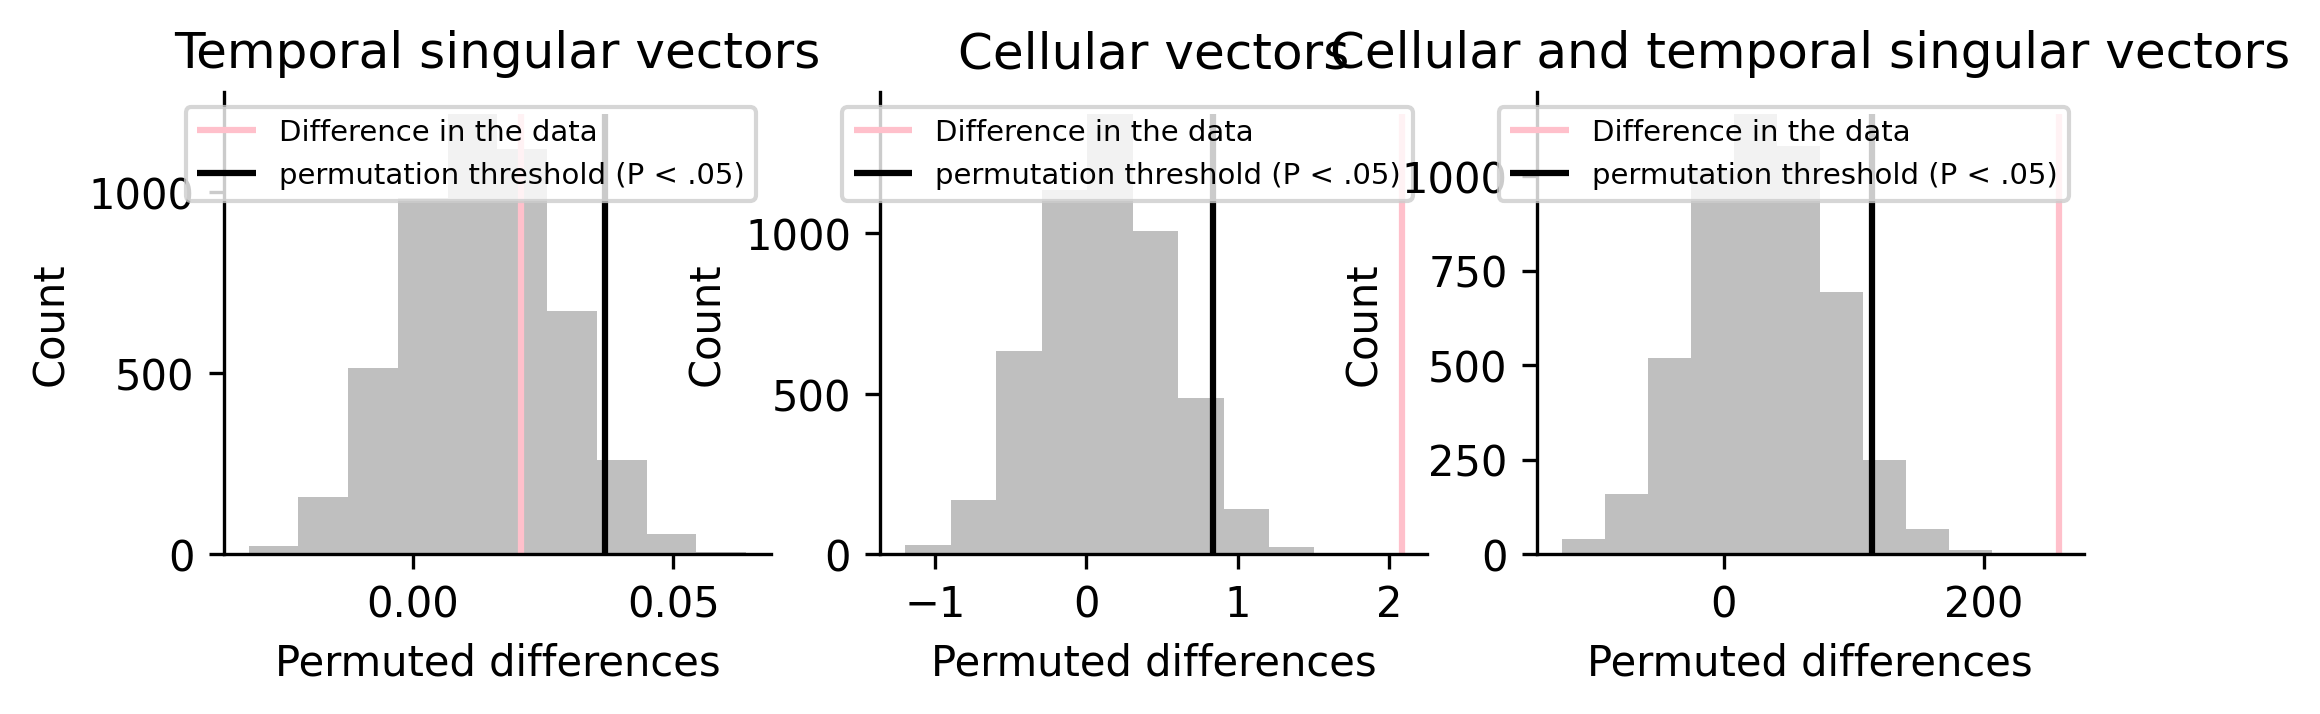 Temporal singular vectors
Difference in the data
permutation threshold (P < .05)
1000
500
0
Count
0.00 0.05
Permuted differences
Cellular vectors
Difference in the data
permutation threshold (P < .05)
1000
500
0
Count
−1 0 1 2
Permuted differences
Cellular and temporal singular vectors
Difference in the data
permutation threshold (P < .05)
1000
750
500
250
0
Count
0 200
Permuted differences